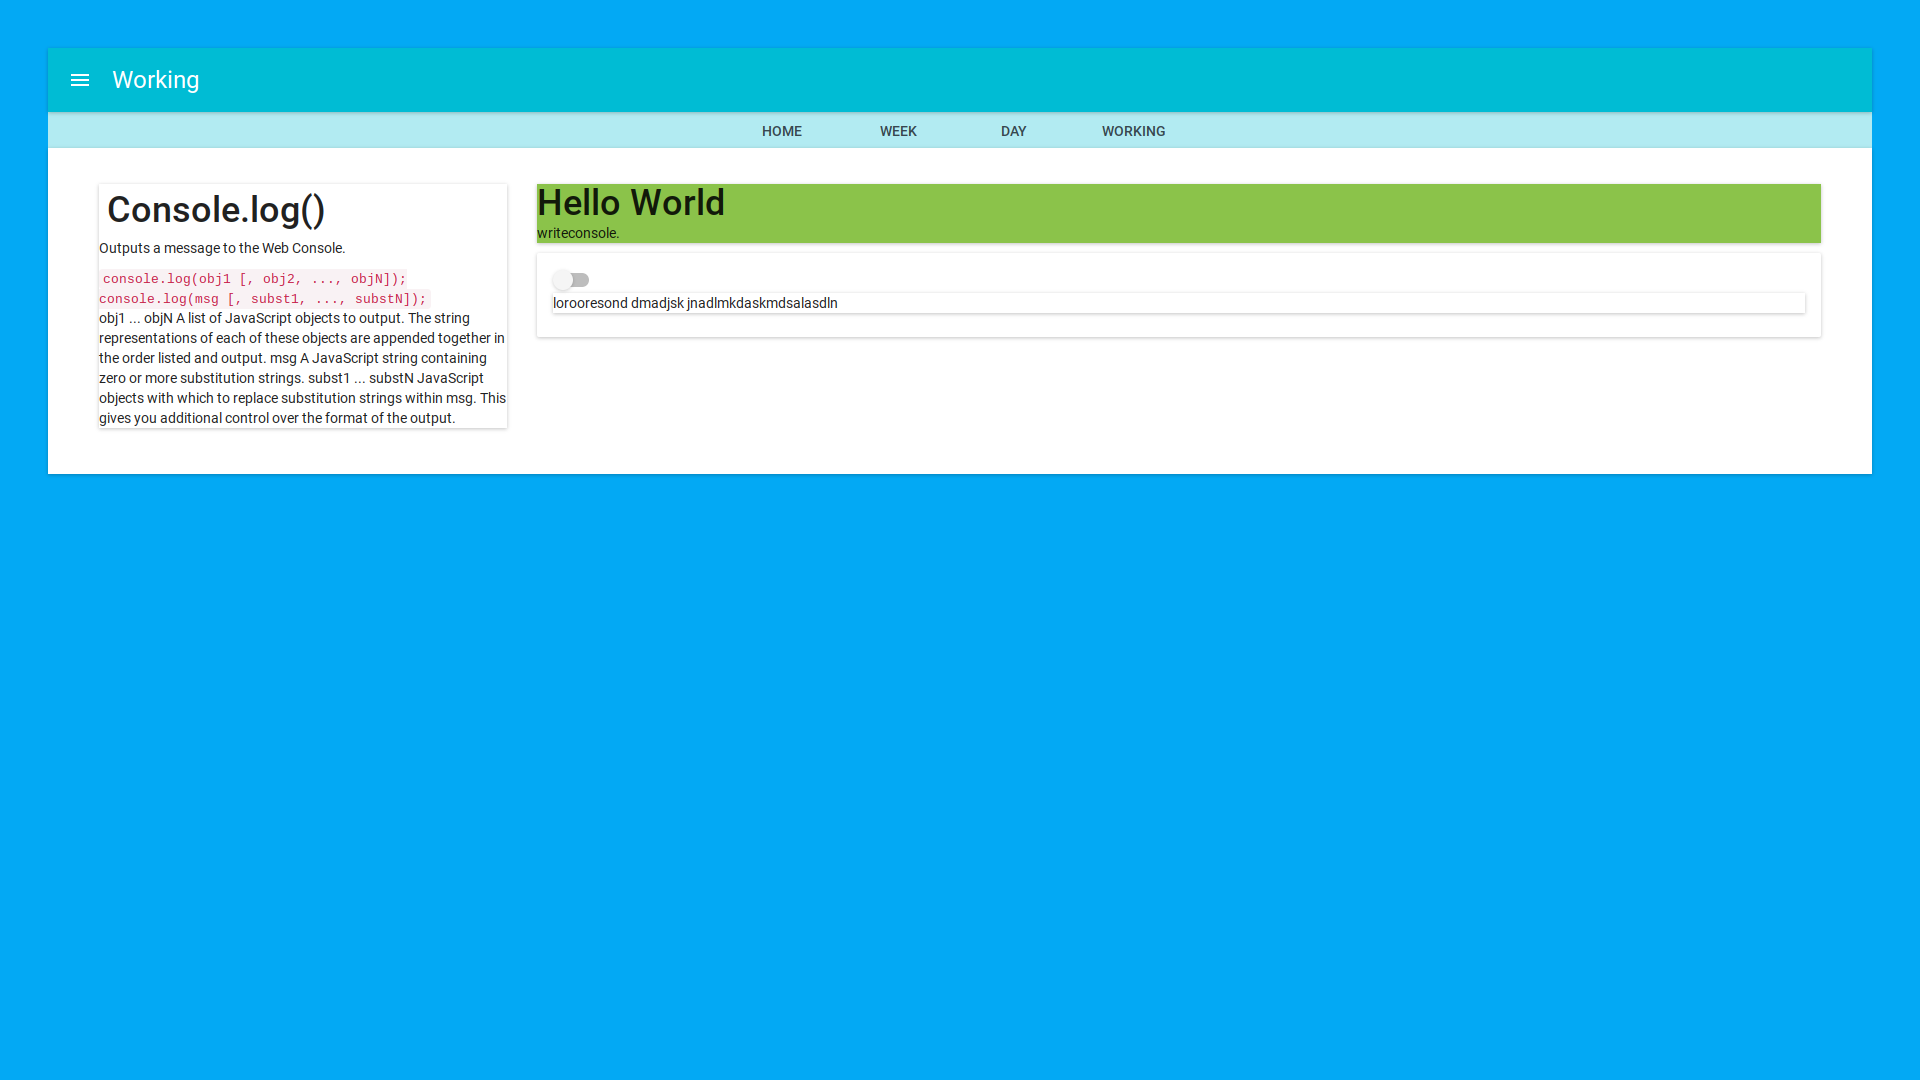 Working
HOME WEEK DAY WORKING
Console.log()
Outputs a message to the Web Console.
console.log(obj1 [, obj2, ..., objN]);
console.log(msg [, subst1, ..., substN]);
obj1 ... objN A list of JavaScript objects to output. The string
representations of each of these objects are appended together in
the order listed and output. msg A JavaScript string containing
zero or more substitution strings. subst1 ... substN JavaScript
objects with which to replace substitution strings within msg. This
gives you additional control over the format of the output.
Hello World
writeconsole.
lorooresond dmadjsk jnadlmkdaskmdsalasdln